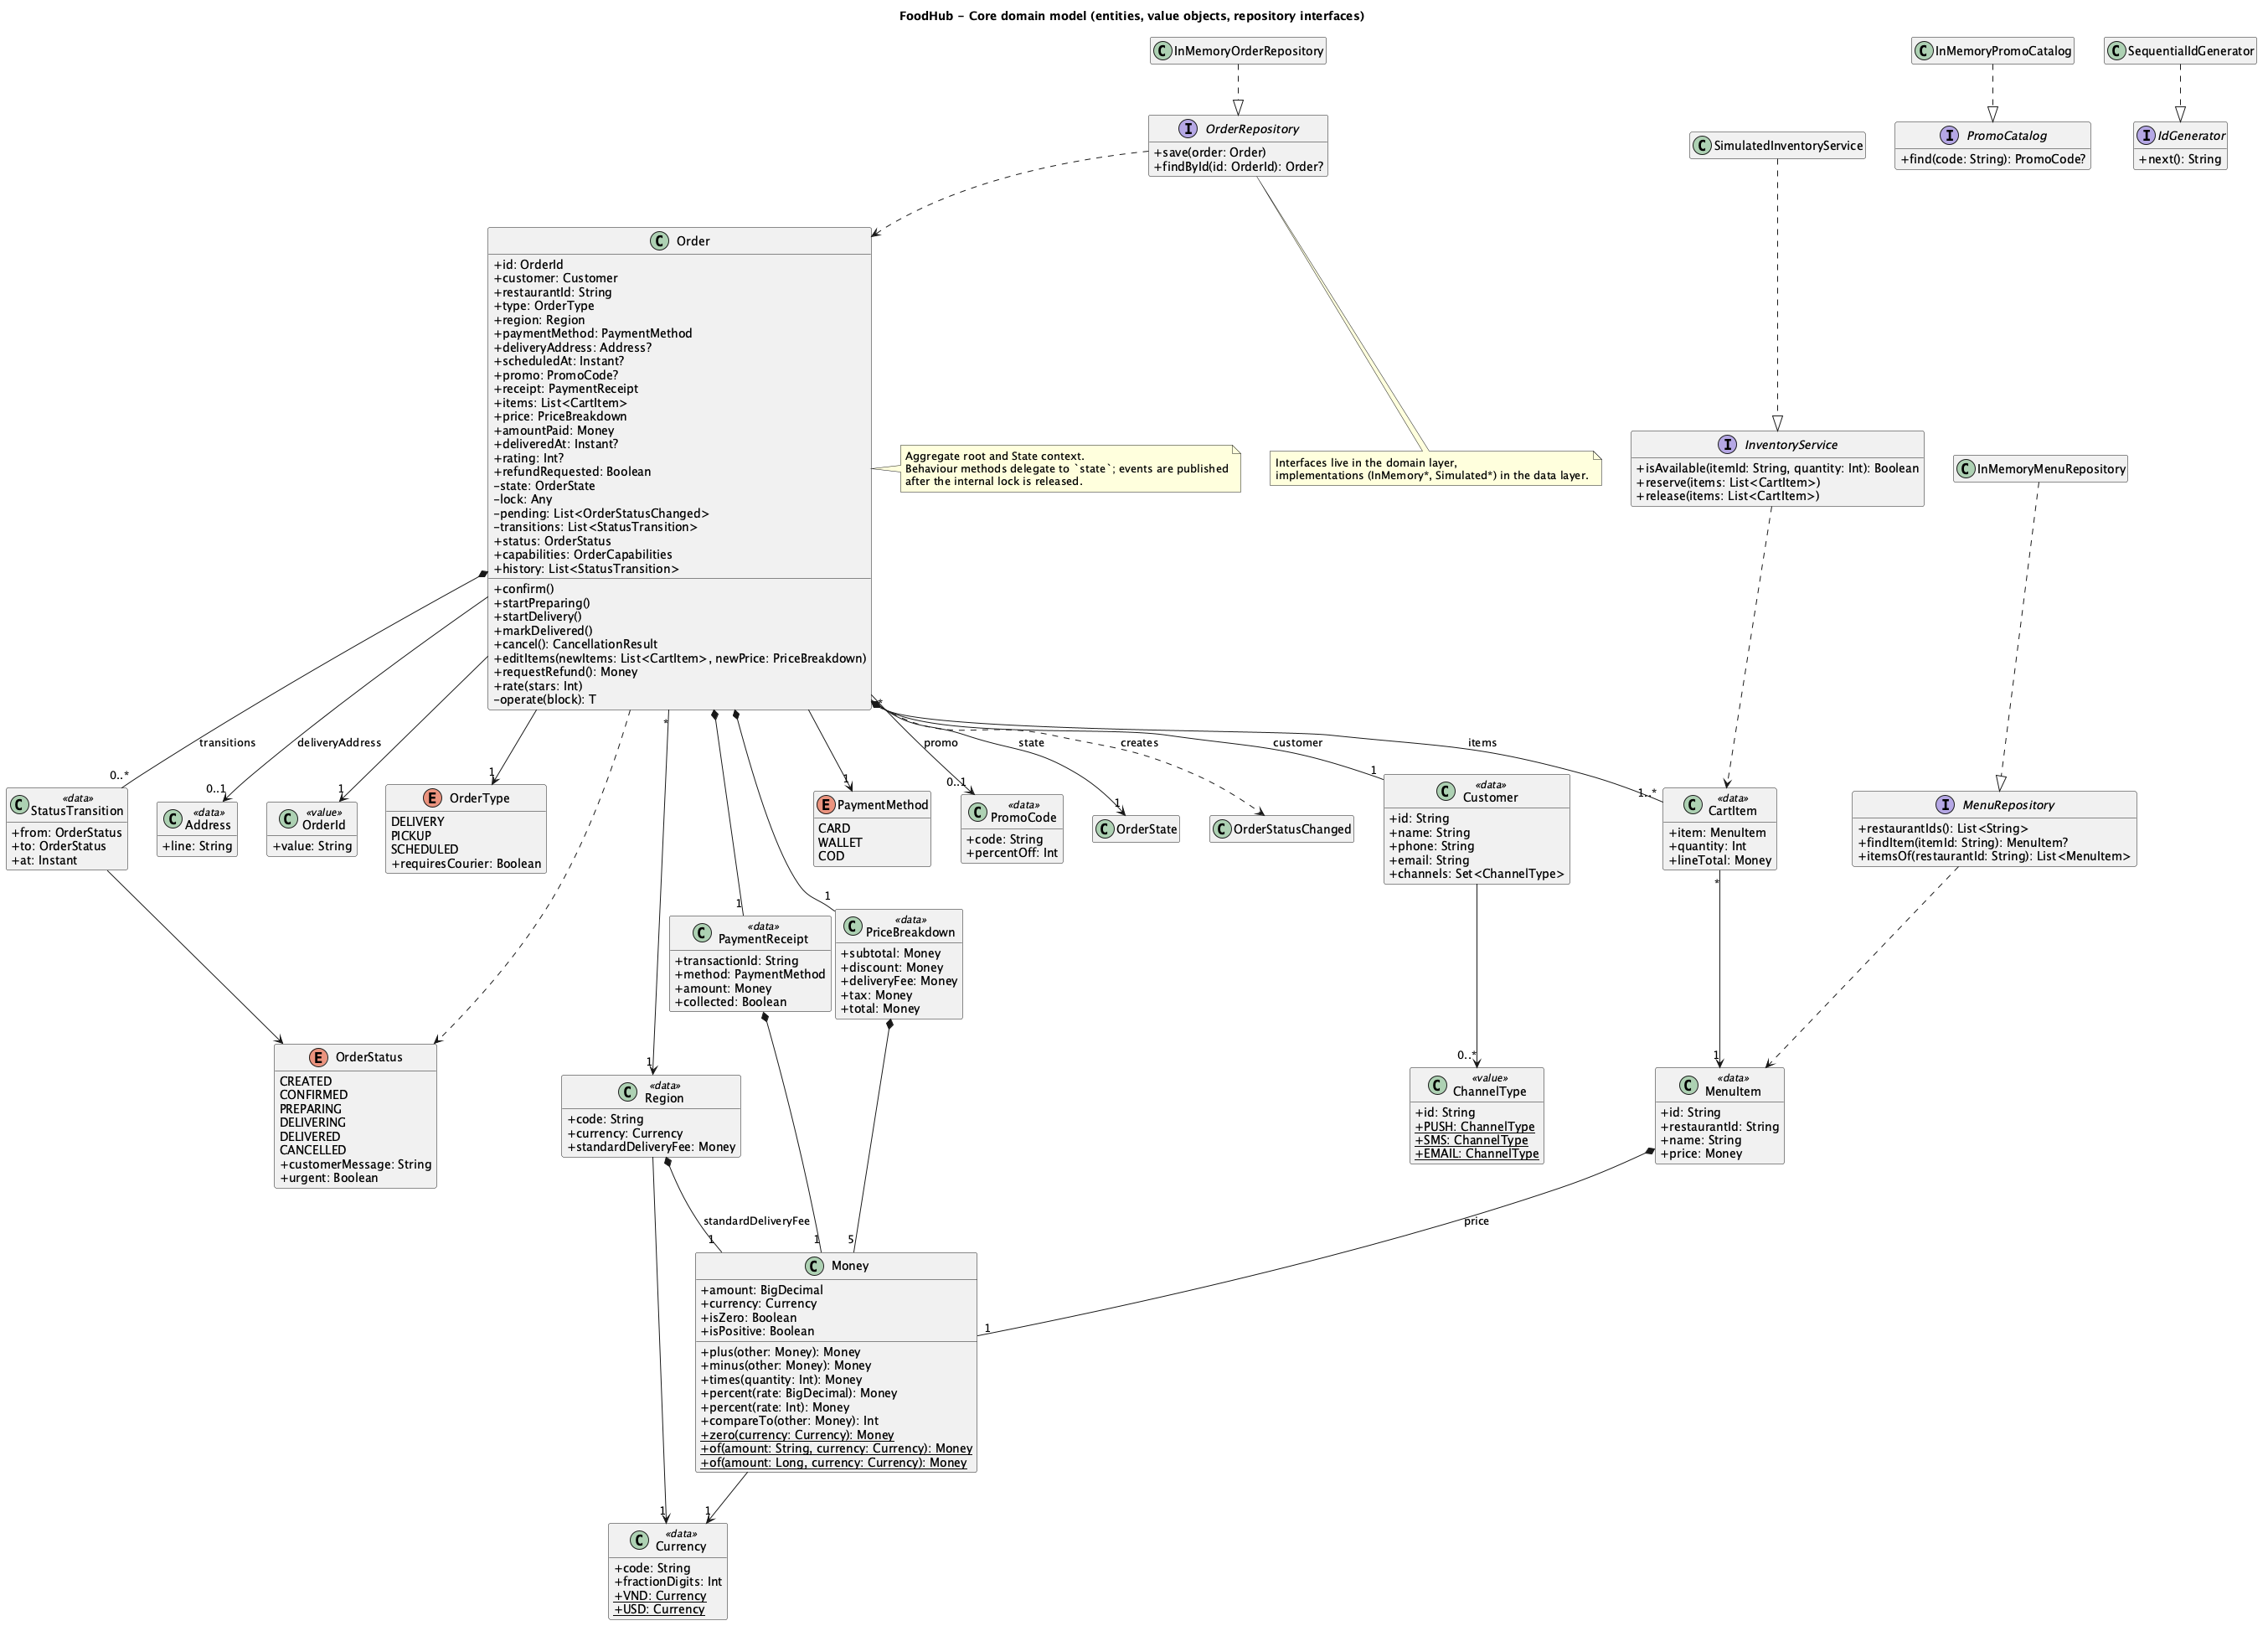 FoodHub - Core domain model (entities, value objects, repository interfaces)
InMemoryOrderRepository
InMemoryPromoCatalog
SequentialIdGenerator
OrderRepository
+save(order: Order)
+findById(id: OrderId): Order?
SimulatedInventoryService
PromoCatalog
+find(code: String): PromoCode?
IdGenerator
+next(): String
Order
+id: OrderId
+customer: Customer
+restaurantId: String
+type: OrderType
+region: Region
+paymentMethod: PaymentMethod
+deliveryAddress: Address?
+scheduledAt: Instant?
+promo: PromoCode?
+receipt: PaymentReceipt
+items: List<CartItem>
+price: PriceBreakdown
+amountPaid: Money
+deliveredAt: Instant?
+rating: Int?
+refundRequested: Boolean
-state: OrderState
-lock: Any
-pending: List<OrderStatusChanged>
-transitions: List<StatusTransition>
+status: OrderStatus
+capabilities: OrderCapabilities
+history: List<StatusTransition>
+confirm()
+startPreparing()
+startDelivery()
+markDelivered()
+cancel(): CancellationResult
+editItems(newItems: List<CartItem>, newPrice: PriceBreakdown)
+requestRefund(): Money
+rate(stars: Int)
-operate(block): T
Aggregate root and State context.
Behaviour methods delegate to `state`; events are published
after the internal lock is released.
Interfaces live in the domain layer,
implementations (InMemory*, Simulated*) in the data layer.
InventoryService
+isAvailable(itemId: String, quantity: Int): Boolean
+reserve(items: List<CartItem>)
+release(items: List<CartItem>)
InMemoryMenuRepository
transitions
deliveryAddress
*
promo
state
creates
*
customer
items
0..*
0..1
1
1
1
0..1
1
1
1..*
«data»
StatusTransition
+from: OrderStatus
+to: OrderStatus
+at: Instant
«data»
Address
+line: String
«value»
OrderId
+value: String
OrderType
DELIVERY
PICKUP
SCHEDULED
+requiresCourier: Boolean
PaymentMethod
CARD
WALLET
COD
«data»
PromoCode
+code: String
+percentOff: Int
OrderState
OrderStatusChanged
«data»
Customer
+id: String
+name: String
+phone: String
+email: String
+channels: Set<ChannelType>
«data»
CartItem
+item: MenuItem
+quantity: Int
+lineTotal: Money
MenuRepository
+restaurantIds(): List<String>
+findItem(itemId: String): MenuItem?
+itemsOf(restaurantId: String): List<MenuItem>
1
1
*
«data»
PaymentReceipt
+transactionId: String
+method: PaymentMethod
+amount: Money
+collected: Boolean
«data»
PriceBreakdown
+subtotal: Money
+discount: Money
+deliveryFee: Money
+tax: Money
+total: Money
1
0..*
1
OrderStatus
CREATED
CONFIRMED
PREPARING
DELIVERING
DELIVERED
CANCELLED
+customerMessage: String
+urgent: Boolean
«data»
Region
+code: String
+currency: Currency
+standardDeliveryFee: Money
«value»
ChannelType
+id: String
+PUSH: ChannelType
+SMS: ChannelType
+EMAIL: ChannelType
«data»
MenuItem
+id: String
+restaurantId: String
+name: String
+price: Money
standardDeliveryFee
price
1
1
5
1
Money
+amount: BigDecimal
+currency: Currency
+isZero: Boolean
+isPositive: Boolean
+plus(other: Money): Money
+minus(other: Money): Money
+times(quantity: Int): Money
+percent(rate: BigDecimal): Money
+percent(rate: Int): Money
+compareTo(other: Money): Int
+zero(currency: Currency): Money
+of(amount: String, currency: Currency): Money
+of(amount: Long, currency: Currency): Money
1
1
«data»
Currency
+code: String
+fractionDigits: Int
+VND: Currency
+USD: Currency